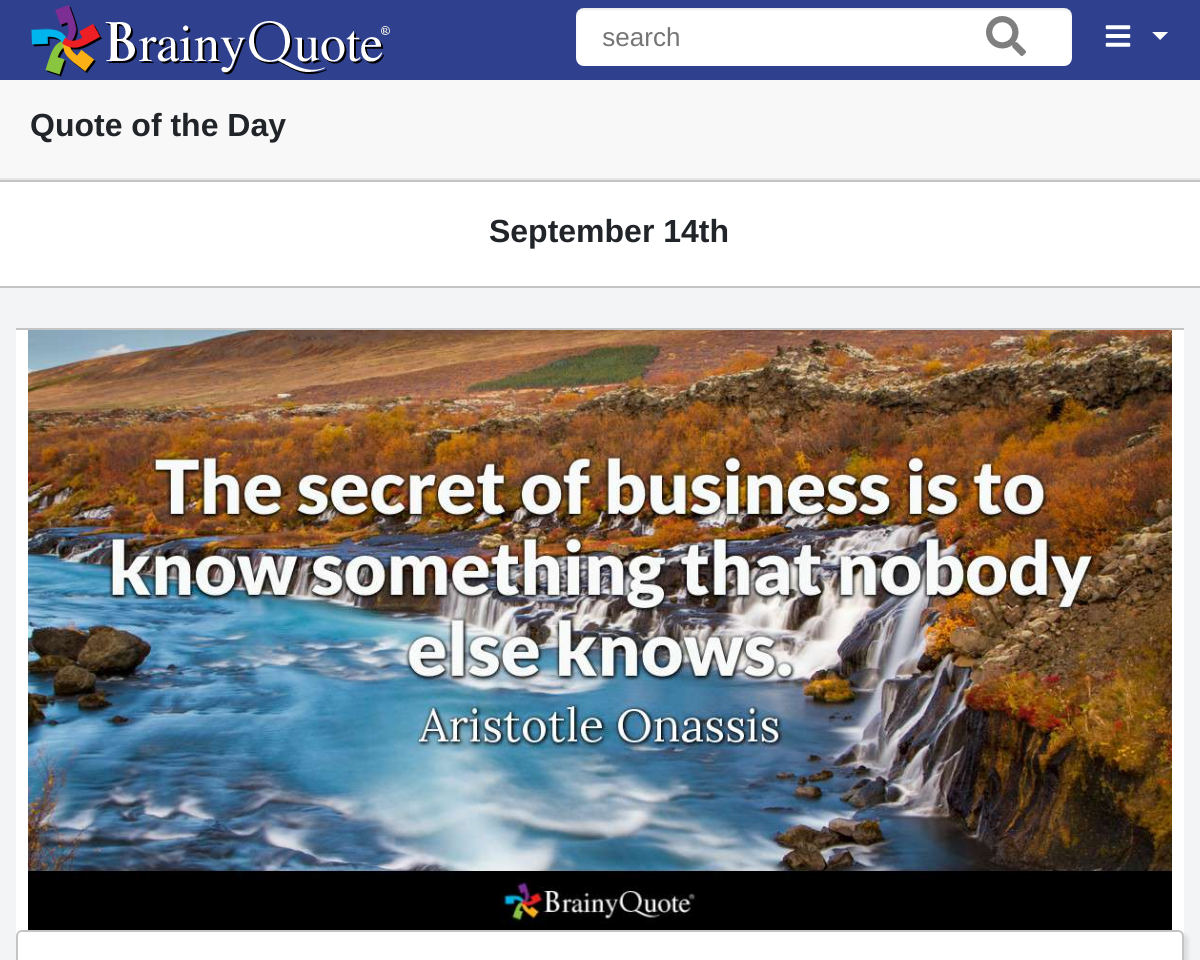 BrainyQuote®
search
Quote of the Day
September 14th
The secret of business is to
know something that nobody
else knows.
Aristotle Onassis
BrainyQuote®